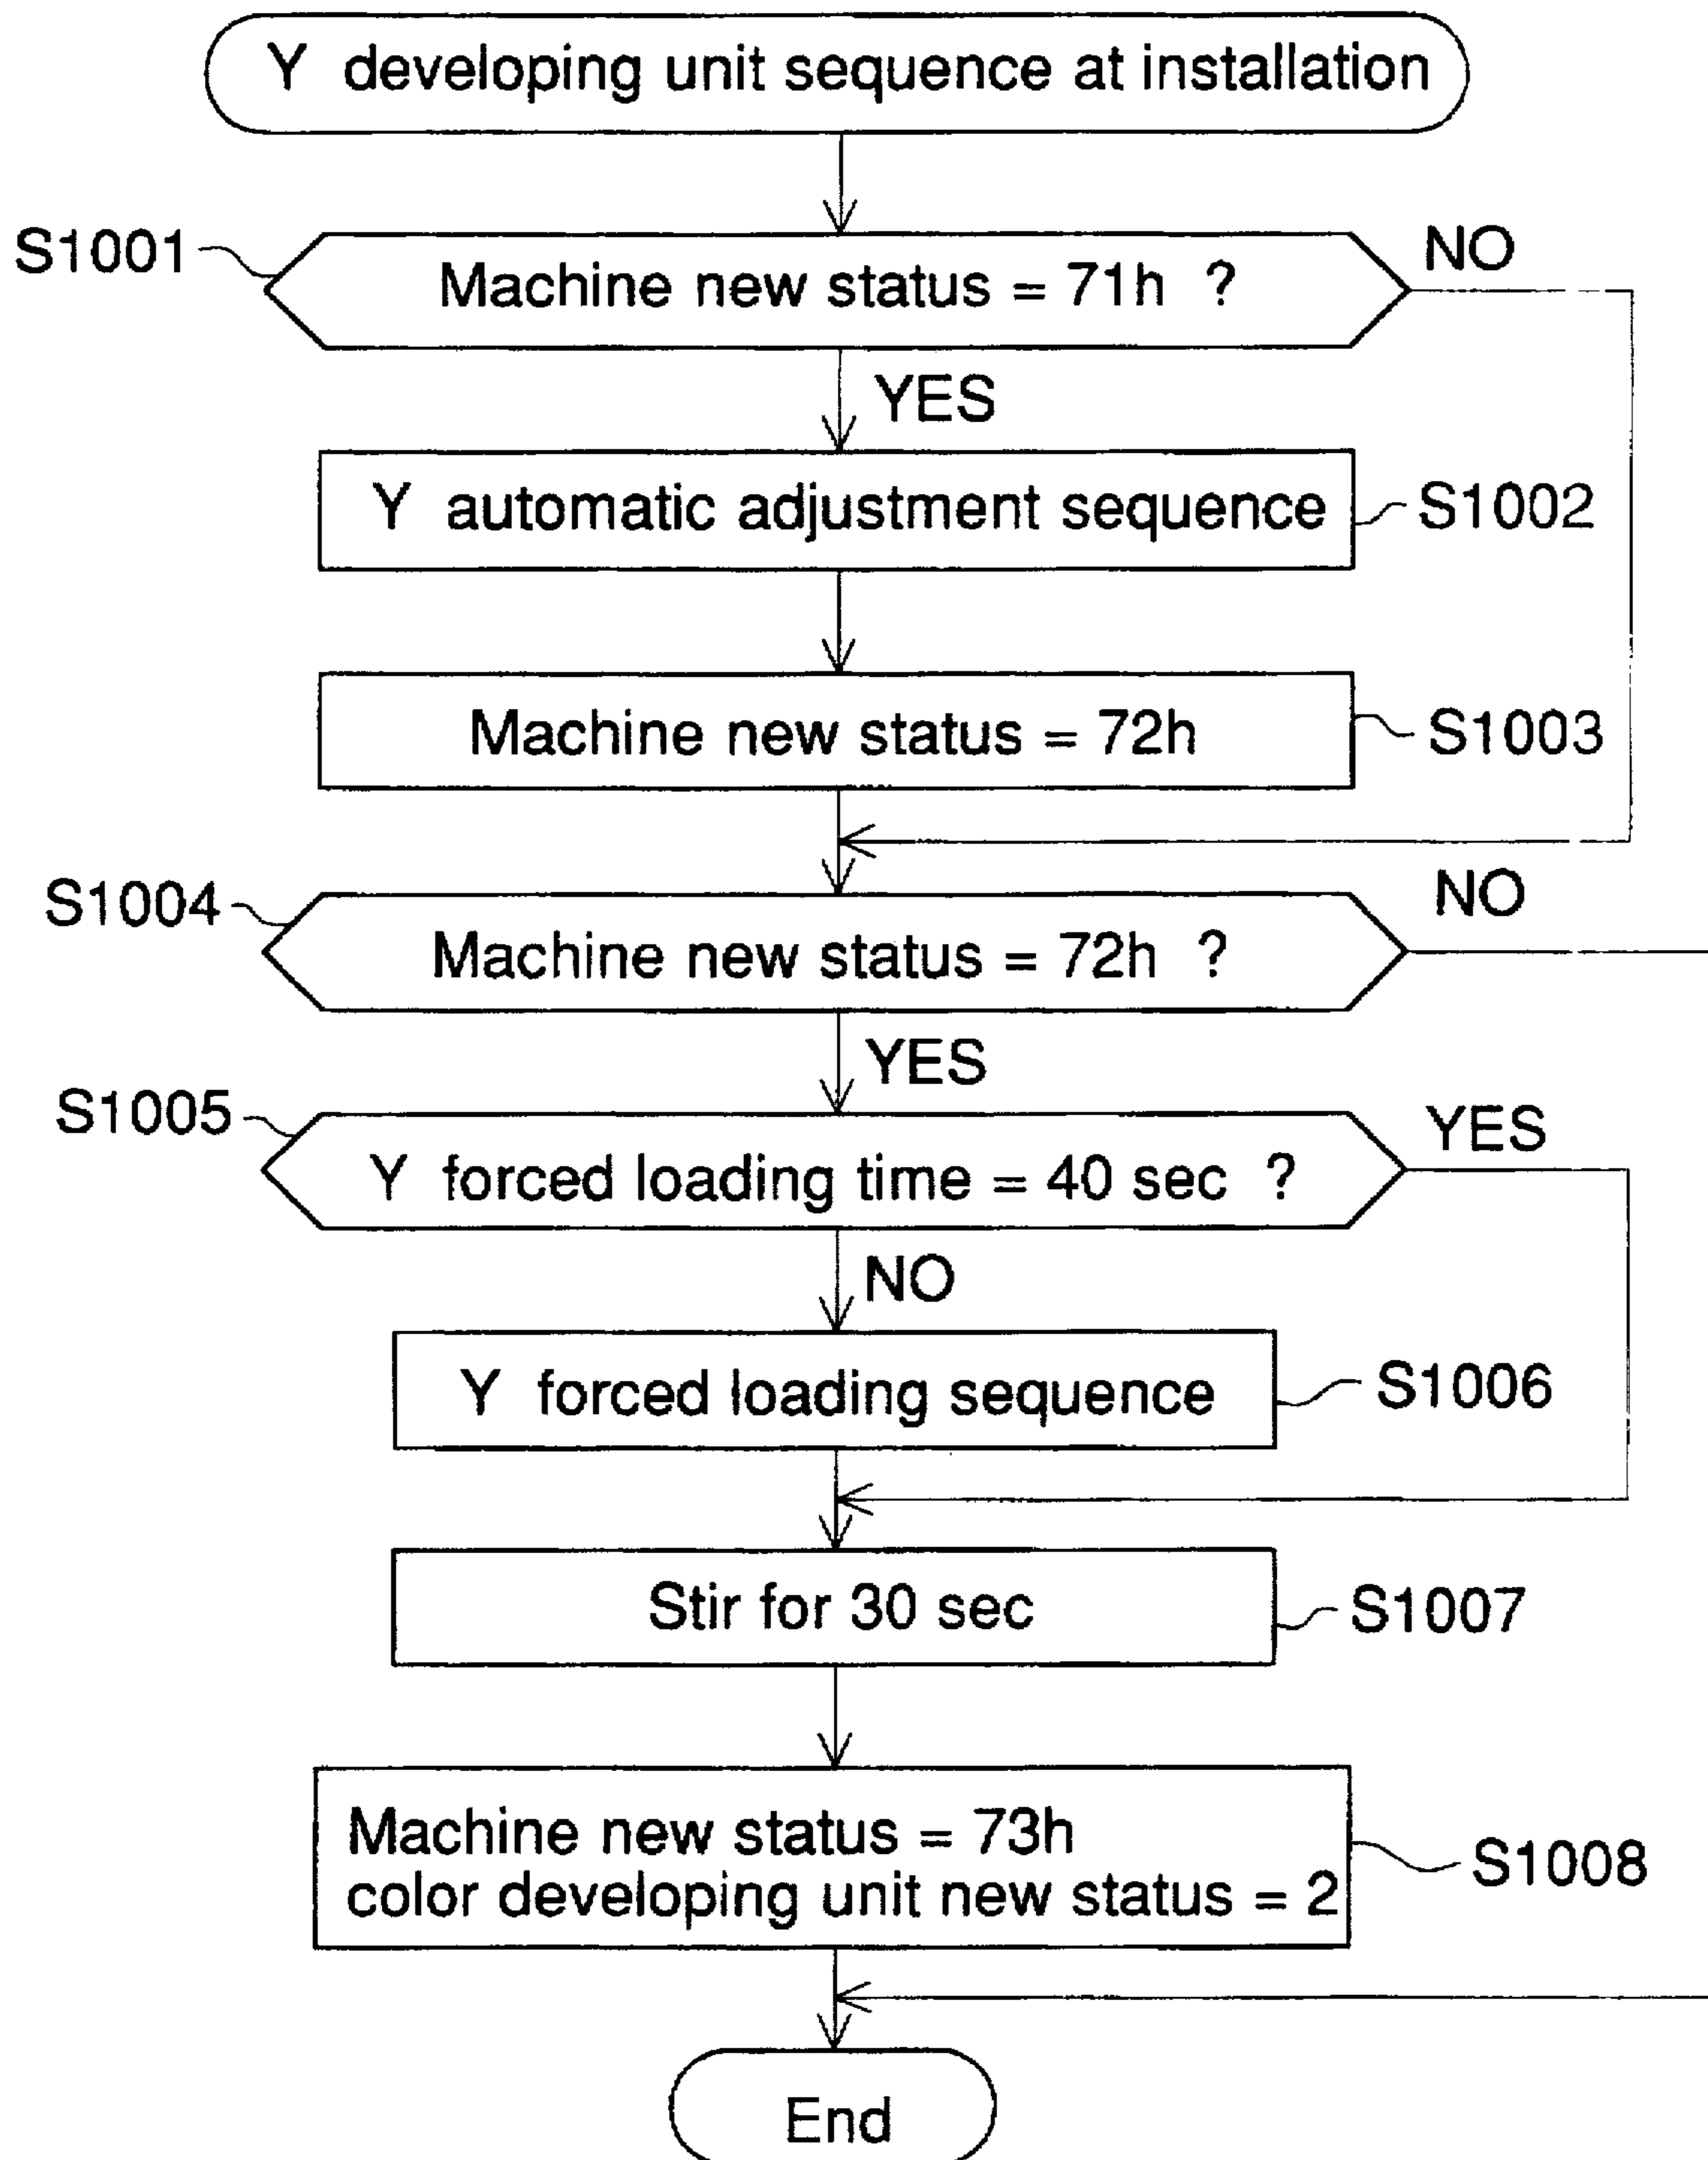 Y developing unit sequence at installation
S1001
Machine new status = 71h ?
NO
YES
Y automatic adjustment sequence
S1002
Machine new status = 72h
S1003
S1004
Machine new status = 72h ?
NO
YES
S1005
Y forced loading time = 40 sec ?
YES
NO
Y forced loading sequence
S1006
Stir for 30 sec
S1007
Machine new status = 73h
color developing unit new status = 2
S1008
End